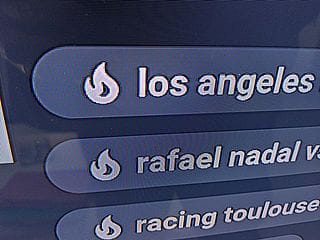 los angeles
rafael nadal v
racing toulouse